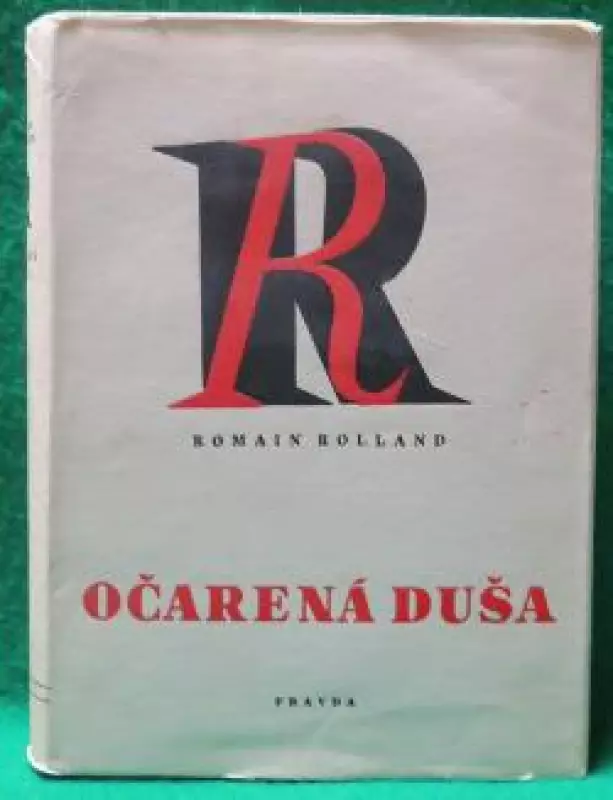 R
R
ROMAIN ROLLAND
OČARENÁ DUŠA
PRAVDA